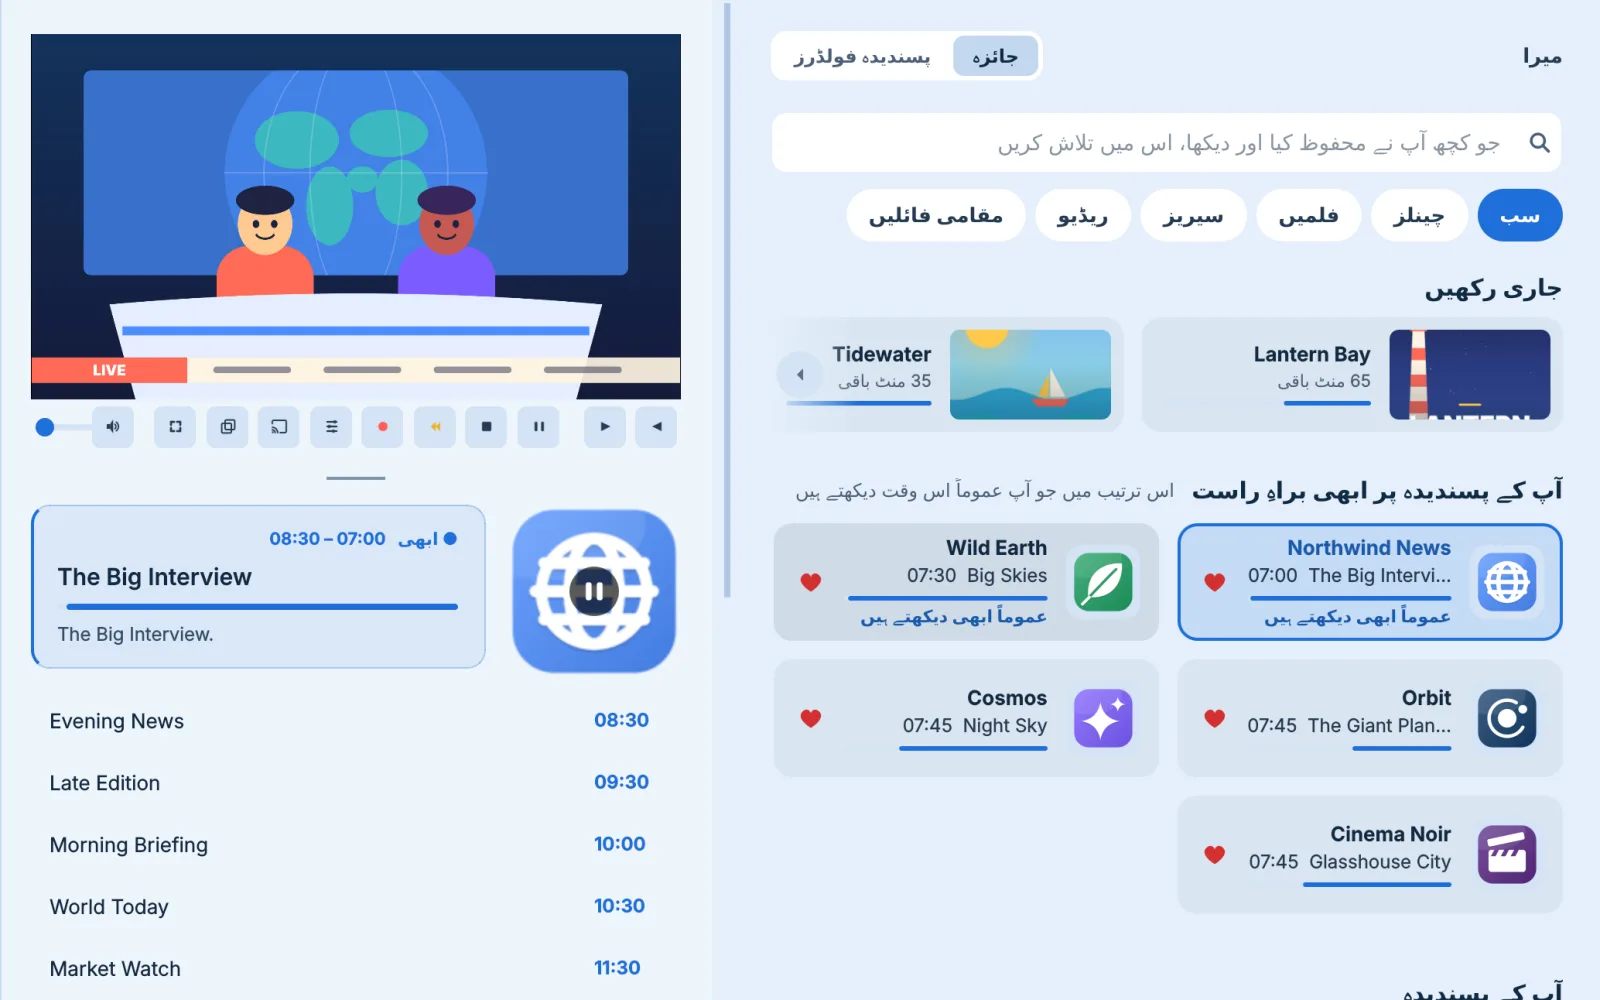 میرا
جائزہ
پسندیدہ فولڈرز
جو کچھ آپ نے محفوظ کیا اور دیکھا، اس میں تلاش کریں
سب
چینلز
فلمیں
سیریز
ریڈیو
مقامی فائلیں
جاری رکھیں
Lantern Bay
65 منٹ باقی
Tidewater
35 منٹ باقی
آپ کے پسندیدہ پر ابھی براہِ راست
اس ترتیب میں جو آپ عموماً اس وقت دیکھتے ہیں
Northwind News
07:00 The Big Intervi...
عموماً ابھی دیکھتے ہیں
Wild Earth
07:30 Big Skies
عموماً ابھی دیکھتے ہیں
Orbit
07:45 The Giant Plan...
Cosmos
07:45 Night Sky
Cinema Noir
07:45 Glasshouse City
آپ کے پسندیدہ
LIVE
ابھی 07:00 – 08:30
The Big Interview
The Big Interview.
Evening News 08:30
Late Edition 09:30
Morning Briefing 10:00
World Today 10:30
Market Watch 11:30